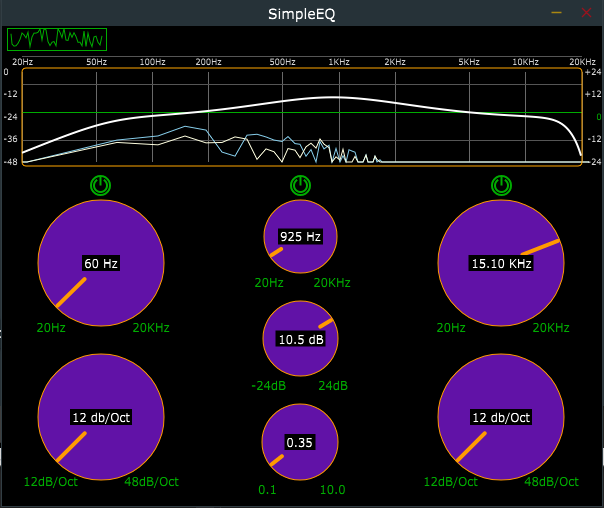 SimpleEQ
20Hz 50Hz 100Hz 200Hz 500Hz 1KHz 2KHz 5KHz 10KHz 20KHz
0 +24
-12 +12
-24 0
-36 -12
-48 -24
60 Hz 925 Hz 15.10 KHz
20Hz 20KHz
20Hz 20KHz 20Hz 20KHz
10.5 dB
-24dB 24dB
12 db/Oct 0.35 12 db/Oct
12dB/Oct 48dB/Oct 0.1 10.0 12dB/Oct 48dB/Oct